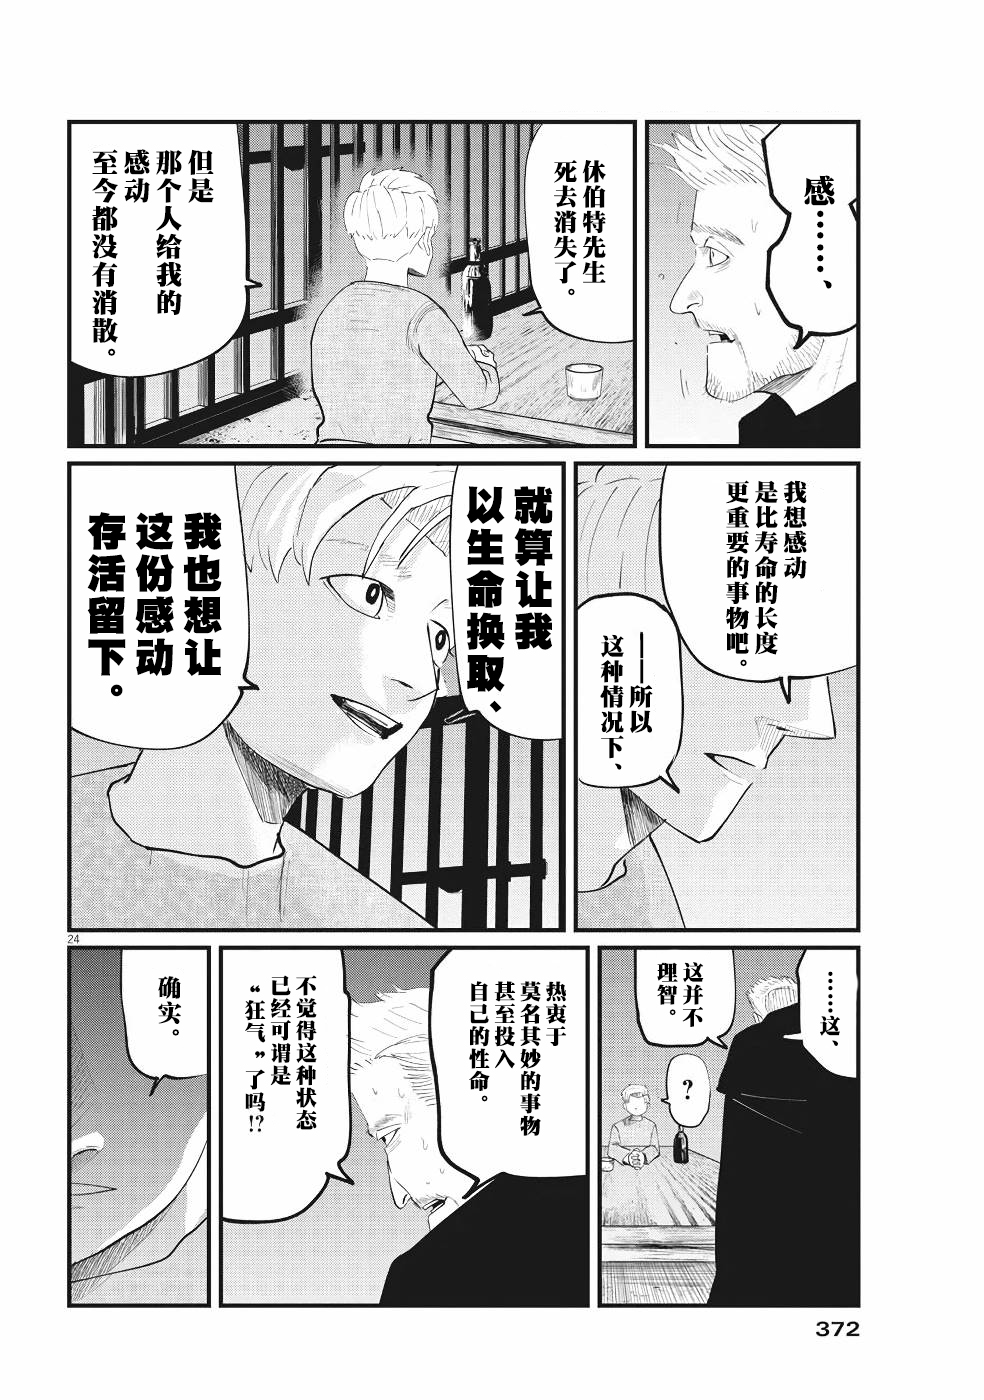 感……、
休伯特先生
死去消失了。
但是
那个人给我的
感动
至今都没有消散。
我想感动
是比寿命的长度
更重要的事物吧。
——所以
这种情况下、
就算让我
以生命换取、
我也想让
这份感动
存活留下。
……这、
这并不
理智。
？
热衷于
莫名其妙的事物
甚至投入
自己的性命。
不觉得这种状态
已经可谓是
“狂气”了吗!?
确实。
24
372